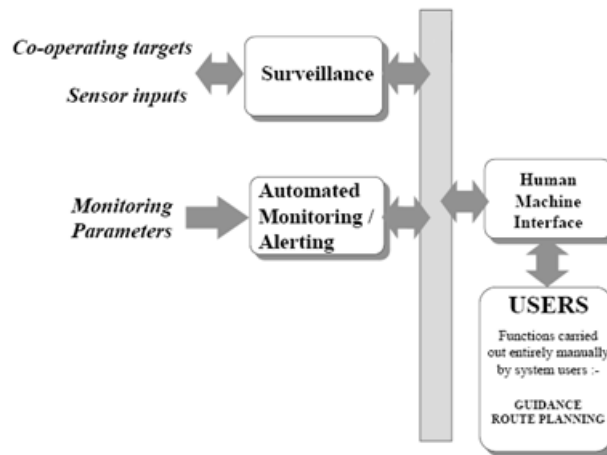 Co-operating targets
Sensor inputs
Surveillance
Monitoring
Parameters
Automated
Monitoring /
Alerting
Human
Machine
Interface
USERS
Functions carried
out entirely manually
by system users :-
GUIDANCE
ROUTE PLANNING